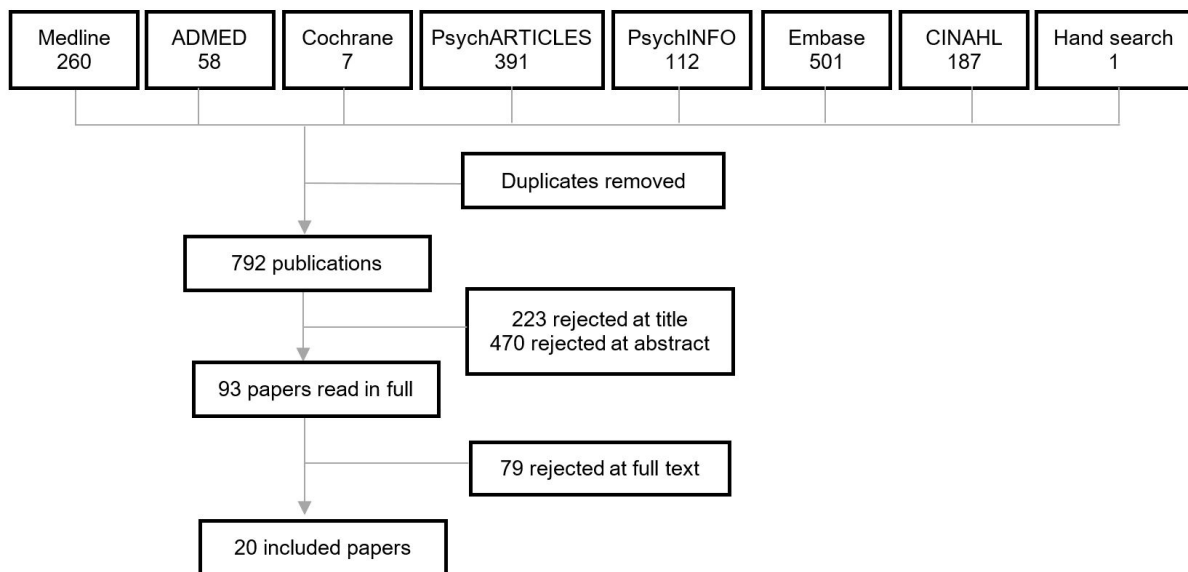 Medline
260
ADMED
58
Cochrane
7
PsychARTICLES
391
PsychINFO
112
Embase
501
CINAHL
187
Hand search
1
Duplicates removed
792 publications
223 rejected at title
470 rejected at abstract
93 papers read in full
79 rejected at full text
20 included papers